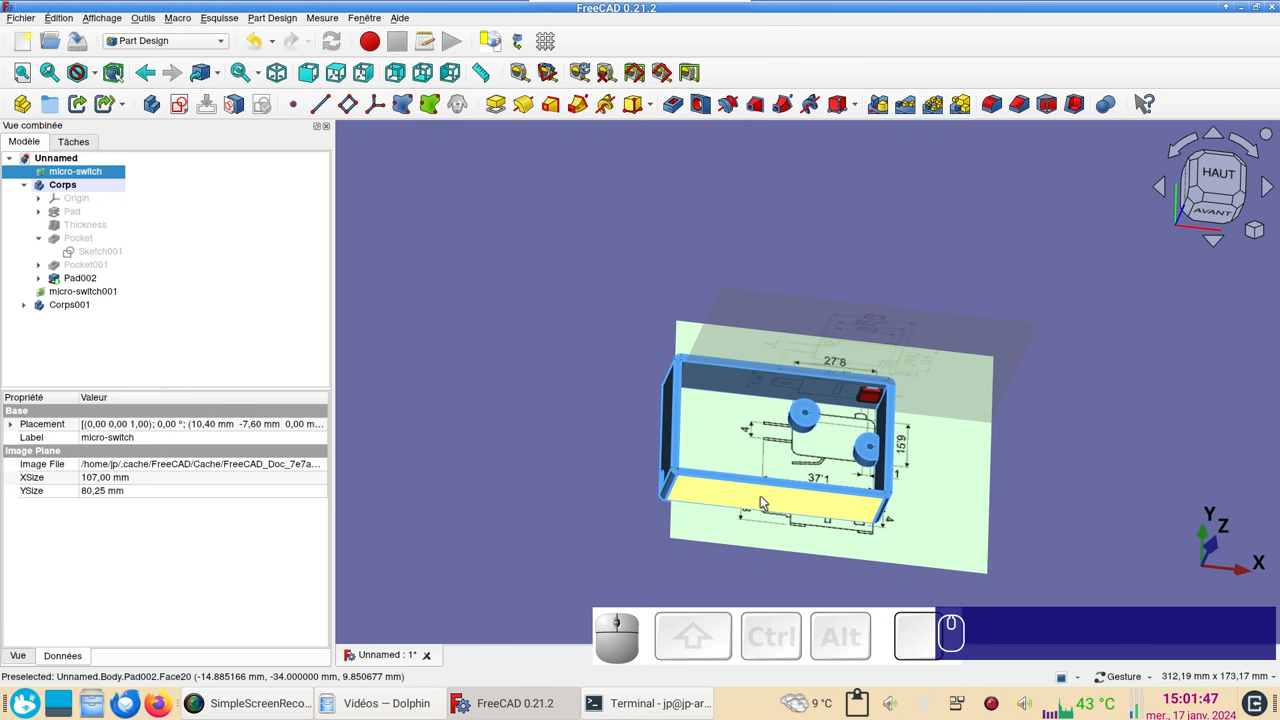 FreeCAD 0.21.2
Fichier Édition Affichage Outils Macro Esquisse Part Design Mesure Fenêtre Aide
Part Design
Vue combinée
Modèle Tâches
Unnamed
micro-switch
Corps
Origin
Pad
Thickness
Pocket
Sketch001
Pocket001
Pad002
micro-switch001
Corps001
Propriété Valeur
Base
Placement [(0,00 0,00 1,00); 0,00 °; (10,40 mm -7,60 mm 0,00 m...
Label micro-switch
Image Plane
Image File /home/jp/.cache/FreeCAD/Cache/FreeCAD_Doc_7e7a...
XSize 107,00 mm
YSize 80,25 mm
HAUT
AVANT
27'8
4
15'9
37'1
1
4
Y
Z
X
Ctrl Alt
Vue Données
Unnamed : 1*
Preselected: Unnamed.Body.Pad002.Face20 (-14.885166 mm, -34.000000 mm, 9.850677 mm)
Gesture 312,19 mm × 173,17 mm
SimpleScreenReco... Vidéos — Dolphin FreeCAD 0.21.2 Terminal - jp@jp-ar... 9 °C 43 °C
15:01:47
mer., 17 janv. 2024